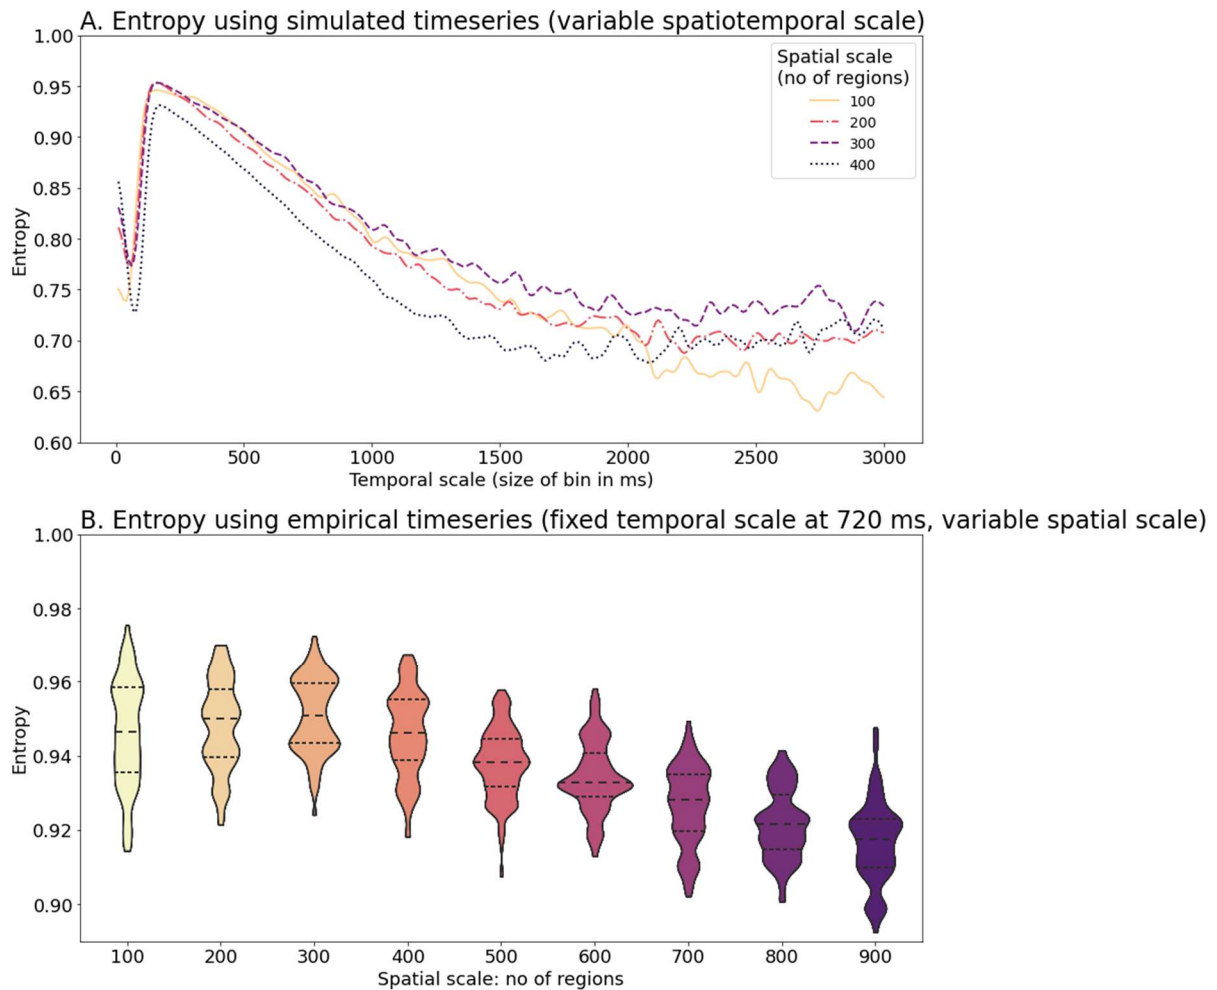 A. Entropy using simulated timeseries (variable spatiotemporal scale)
1.00
0.95
0.90
0.85
0.80
0.75
0.70
0.65
0.60
Entropy
Spatial scale
(no of regions)
100
200
300
400
0 500 1000 1500 2000 2500 3000
Temporal scale (size of bin in ms)
B. Entropy using empirical timeseries (fixed temporal scale at 720 ms, variable spatial scale)
1.00
0.98
0.96
0.94
0.92
0.90
Entropy
100 200 300 400 500 600 700 800 900
Spatial scale: no of regions